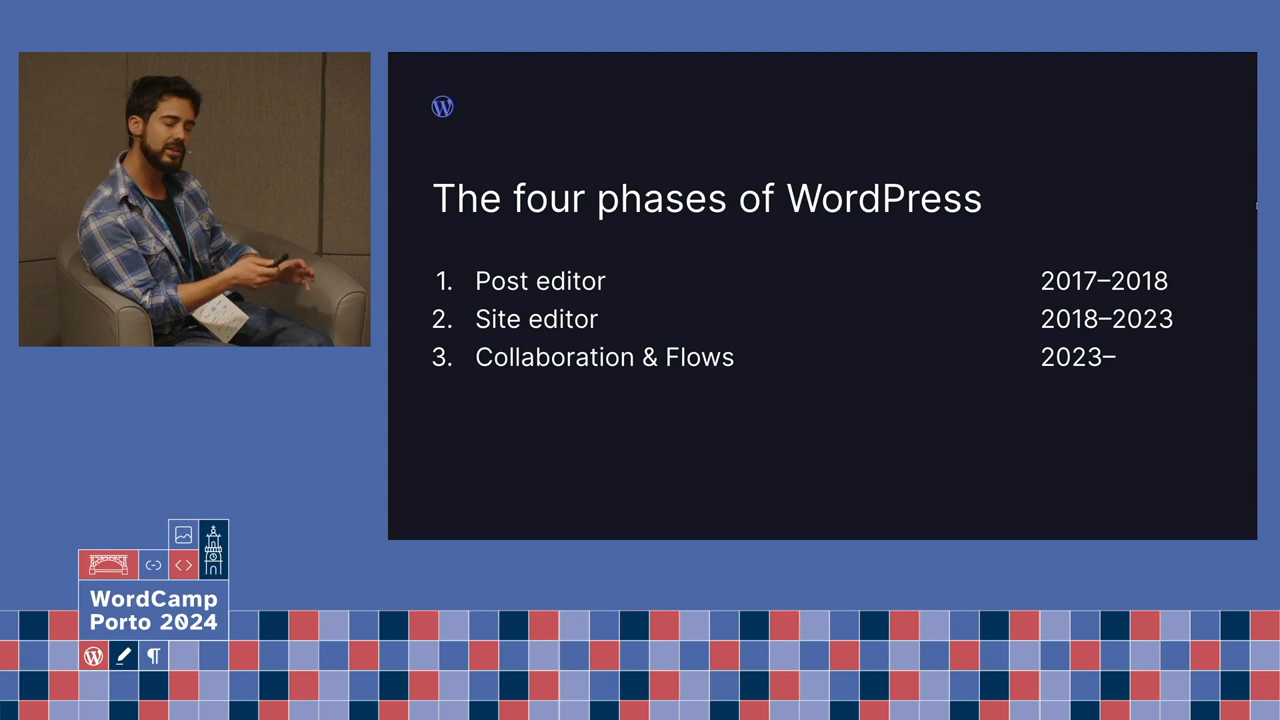 The four phases of WordPress
1. Post editor 2017–2018
2. Site editor 2018–2023
3. Collaboration & Flows 2023–
WordCamp
Porto 2024